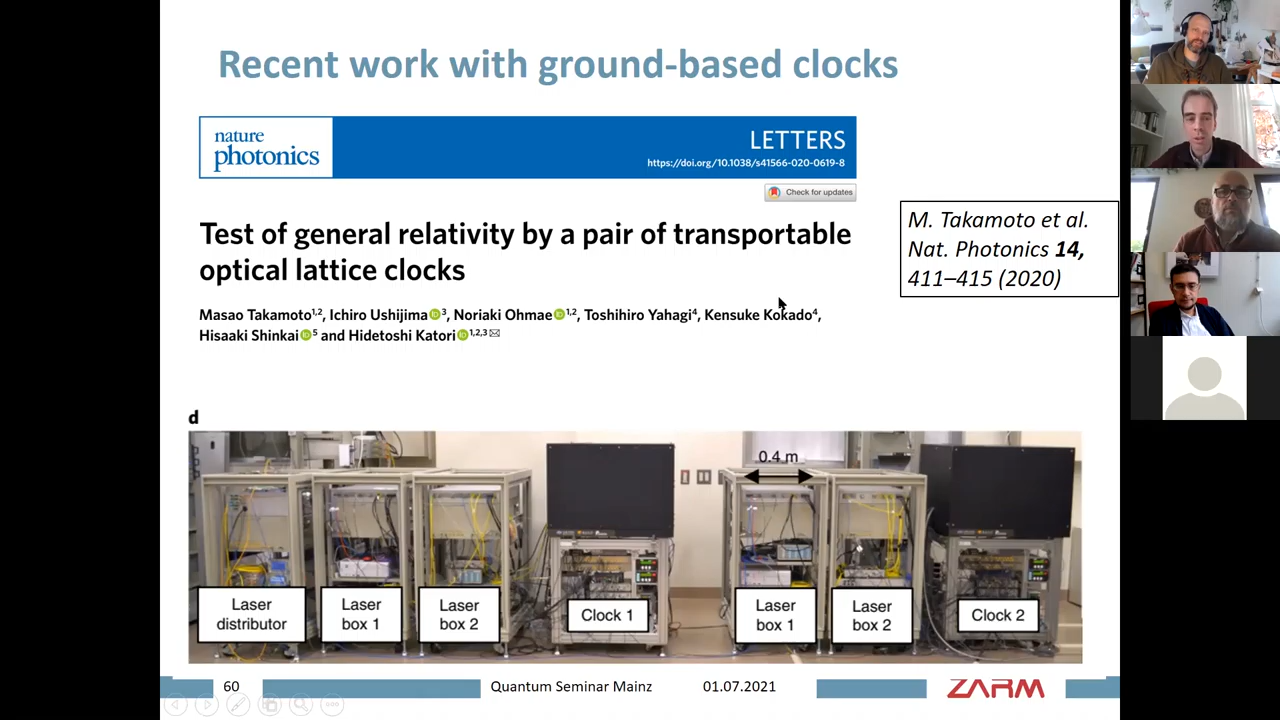 Recent work with ground-based clocks
nature
photonics
LETTERS
https://doi.org/10.1038/s41566-020-0619-8
Check for updates
Test of general relativity by a pair of transportable
optical lattice clocks
M. Takamoto et al.
Nat. Photonics 14,
411–415 (2020)
Masao Takamoto1,2, Ichiro Ushijima3, Noriaki Ohmae1,2, Toshihiro Yahagi4, Kensuke Kokado4,
Hisaaki Shinkai5 and Hidetoshi Katori1,2,3
d
0.4 m
Laser
distributor
Laser
box 1
Laser
box 2
Clock 1
Laser
box 1
Laser
box 2
Clock 2
60 Quantum Seminar Mainz 01.07.2021 ZARM